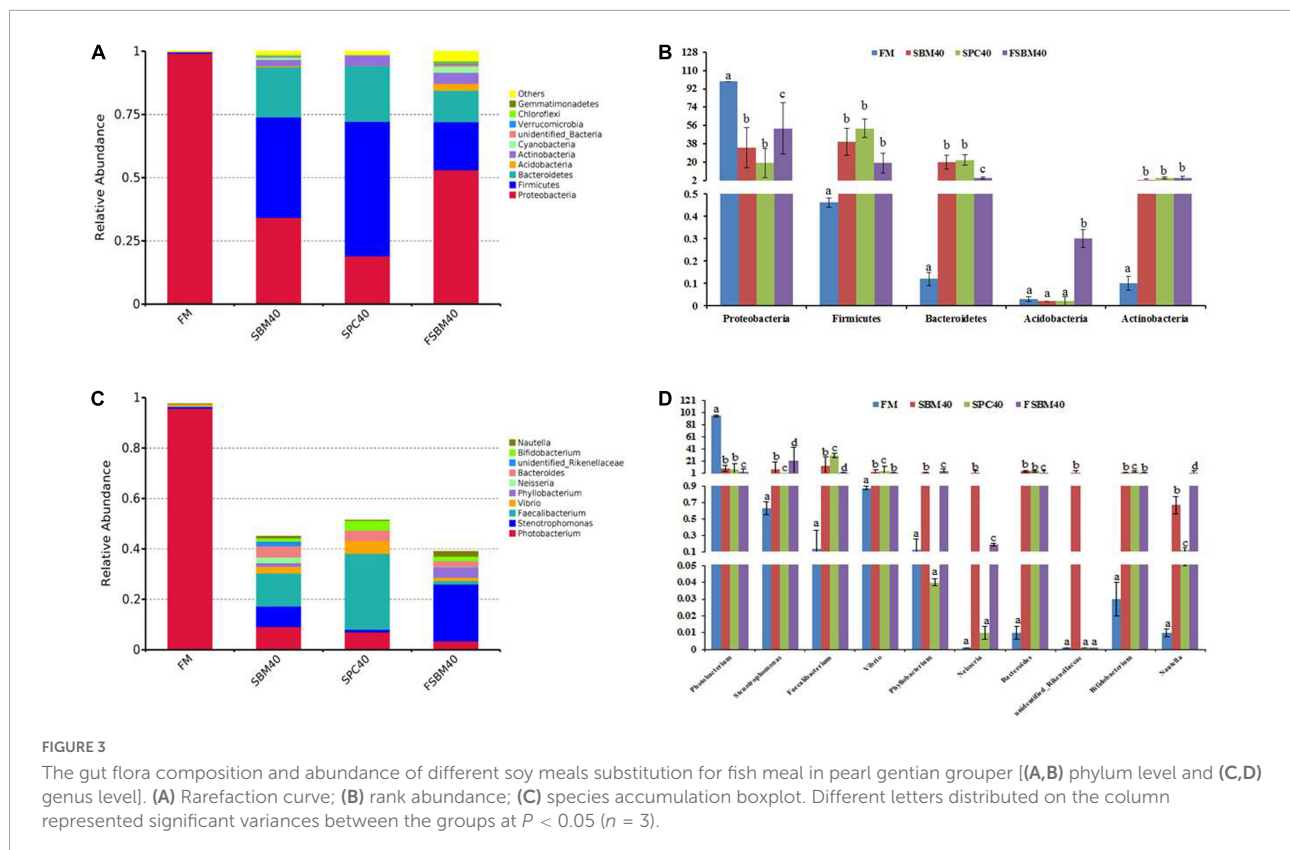 A
1
0.75
0.5
0.25
0
Relative Abundance
FM
SBM40
SPC40
FSBM40
Others
Gemmatimonadetes
Chloroflexi
Verrucomicrobia
unidentified_Bacteria
Cyanobacteria
Actinobacteria
Acidobacteria
Bacteroidetes
Firmicutes
Proteobacteria
B
FM SBM40 SPC40 FSBM40
128
110
92
74
56
38
20
2
0.5
0.4
0.3
0.2
0.1
0
a b b c
a b b b
a b b c
a a a b
a b b b
Proteobacteria Firmicutes Bacteroidetes Acidobacteria Actinobacteria
C
1
0.8
0.6
0.4
0.2
0
Relative Abundance
FM
SBM40
SPC40
FSBM40
Nautella
Bifidobacterium
unidentified_Rikenellaceae
Bacteroides
Neisseria
Phyllobacterium
Vibrio
Faecalibacterium
Stenotrophomonas
Photobacterium
D
FM SBM40 SPC40 FSBM40
121
101
81
61
41
21
1
0.9
0.5
0.1
0.05
0.04
0.03
0.02
0.01
0
a b b c
a b c d
a b c d
a b c b
a b a c
a b a c
a b b c
a b a a
a b c b
a b c d
Photobacterium
Stenotrophomonas
Faecalibacterium
Vibrio
Phyllobacterium
Neisseria
Bacteroides
unidentified_Rikenellaceae
Bifidobacterium
Nautella
FIGURE 3
The gut flora composition and abundance of different soy meals substitution for fish meal in pearl gentian grouper [(A,B) phylum level and (C,D)
genus level]. (A) Rarefaction curve; (B) rank abundance; (C) species accumulation boxplot. Different letters distributed on the column
represented significant variances between the groups at P < 0.05 (n = 3).